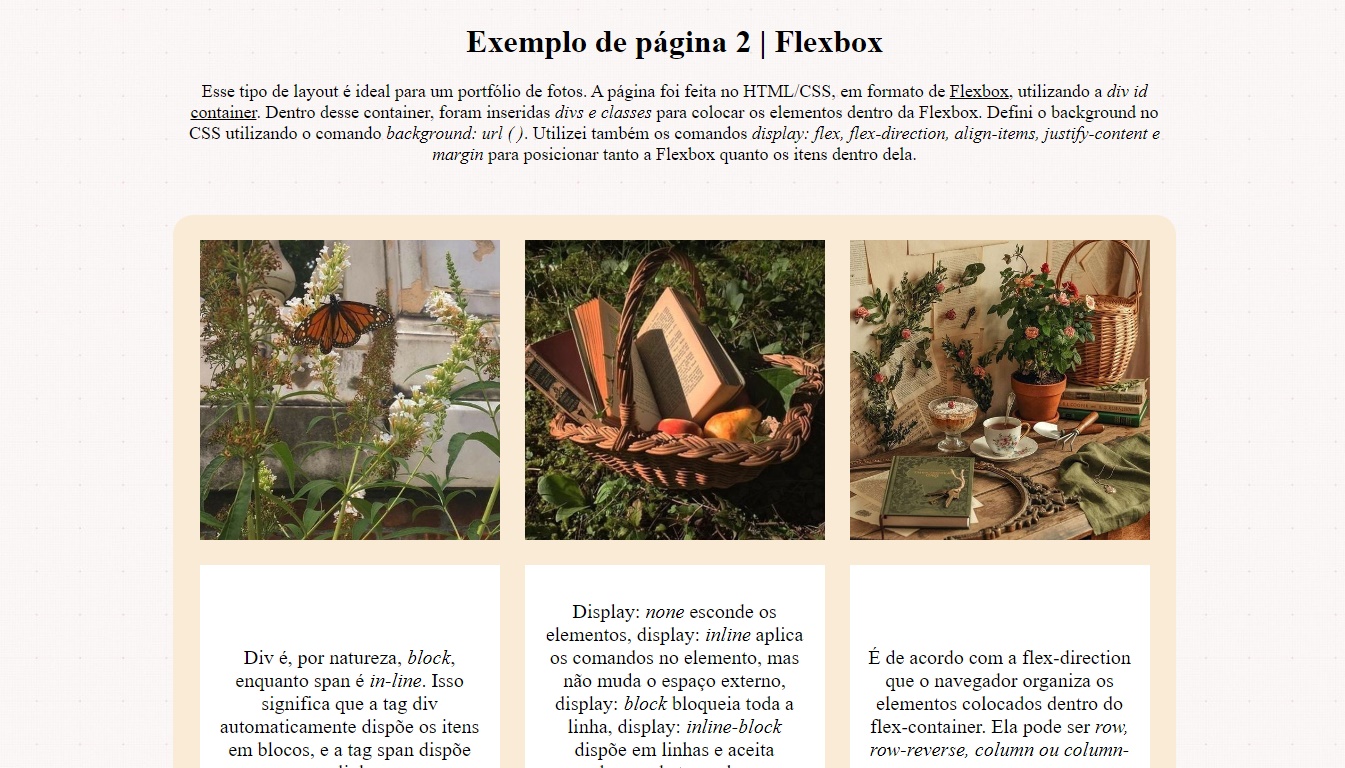 Exemplo de página 2 | Flexbox
Esse tipo de layout é ideal para um portfólio de fotos. A página foi feita no HTML/CSS, em formato de Flexbox, utilizando a div id
container. Dentro desse container, foram inseridas divs e classes para colocar os elementos dentro da Flexbox. Defini o background no
CSS utilizando o comando background: url ( ). Utilizei também os comandos display: flex, flex-direction, align-items, justify-content e
margin para posicionar tanto a Flexbox quanto os itens dentro dela.
Div é, por natureza, block,
enquanto span é in-line. Isso
significa que a tag div
automaticamente dispõe os itens
em blocos, e a tag span dispõe
Display: none esconde os
elementos, display: inline aplica
os comandos no elemento, mas
não muda o espaço externo,
display: block bloqueia toda a
linha, display: inline-block
dispõe em linhas e aceita
É de acordo com a flex-direction
que o navegador organiza os
elementos colocados dentro do
flex-container. Ela pode ser row,
row-reverse, column ou column-